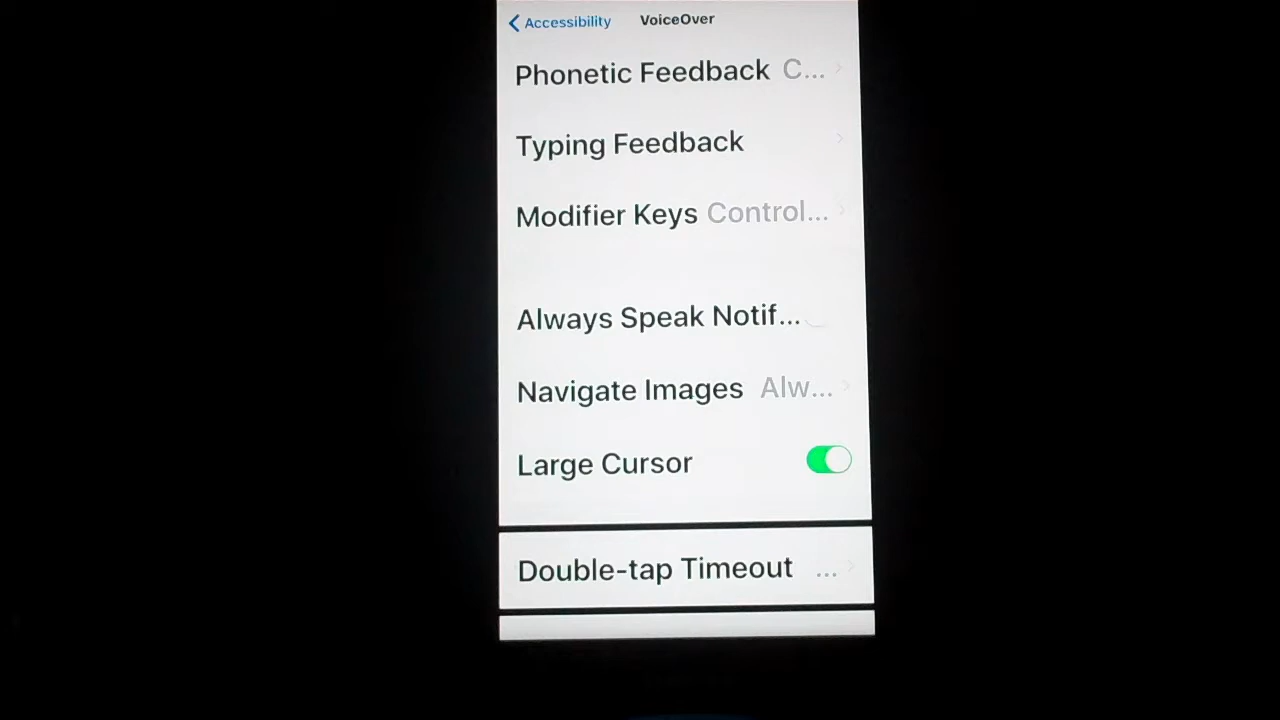 Accessibility VoiceOver
Phonetic Feedback C...
Typing Feedback
Modifier Keys Control...
Always Speak Notif...
Navigate Images Alw...
Large Cursor
Double-tap Timeout ...